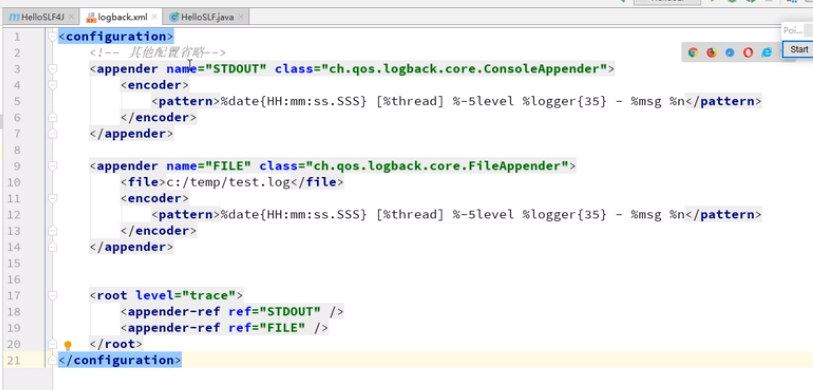 HelloSLF4J logback.xml HelloSLF.java
Poi...
Start
1 <configuration>
2 <!-- 其他配置省略-->
3 <appender name="STDOUT" class="ch.qos.logback.core.ConsoleAppender">
4 <encoder>
5 <pattern>%date{HH:mm:ss.SSS} [%thread] %-5level %logger{35} - %msg %n</pattern>
6 </encoder>
7 </appender>
8
9 <appender name="FILE" class="ch.qos.logback.core.FileAppender">
10 <file>c:/temp/test.log</file>
11 <encoder>
12 <pattern>%date{HH:mm:ss.SSS} [%thread] %-5level %logger{35} - %msg %n</pattern>
13 </encoder>
14 </appender>
15
16
17 <root level="trace">
18 <appender-ref ref="STDOUT" />
19 <appender-ref ref="FILE" />
20 </root>
21 </configuration>